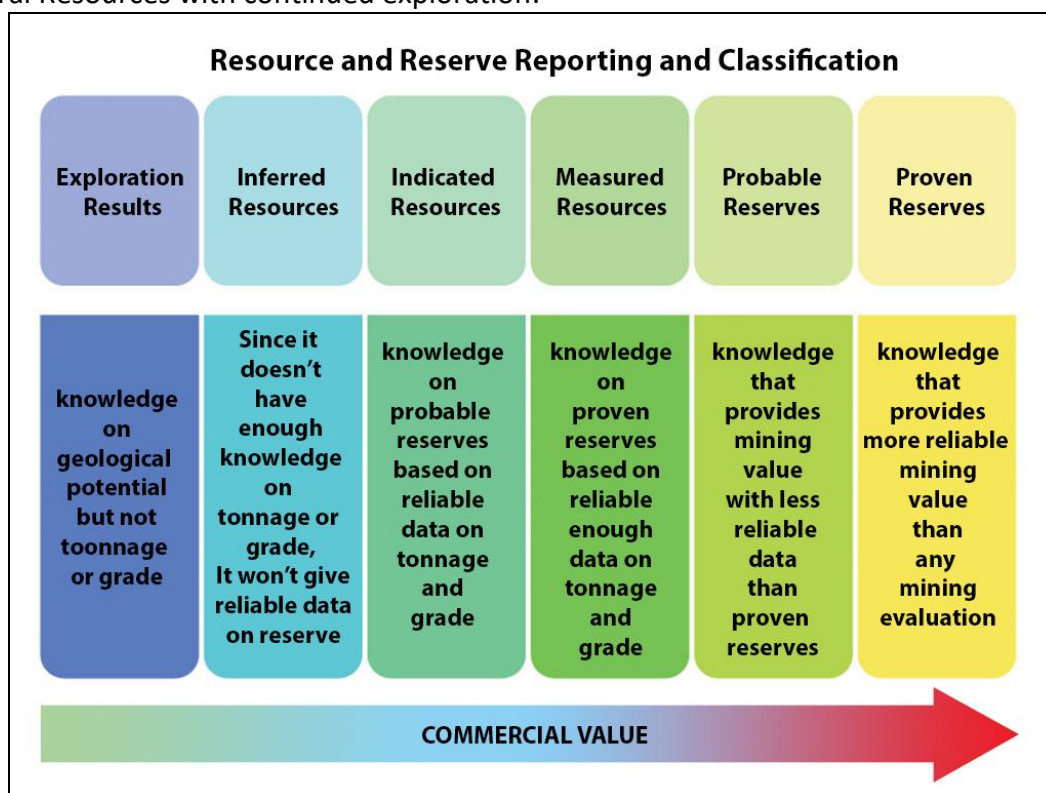 ral Resources with continued exploration.
Resource and Reserve Reporting and Classification
Exploration
Results
Inferred
Resources
Indicated
Resources
Measured
Resources
Probable
Reserves
Proven
Reserves
knowledge
on
geological
potential
but not
toonnage
or grade
Since it
doesn't
have
enough
knowledge
on
tonnage or
grade,
It won't give
reliable data
on reserve
knowledge
on
probable
reserves
based on
reliable
data on
tonnage
and
grade
knowledge
on
proven
reserves
based on
reliable
enough
data on
tonnage
and
grade
knowledge
that
provides
mining
value
with less
reliable
data
than
proven
reserves
knowledge
that
provides
more reliable
mining
value
than
any
mining
evaluation
COMMERCIAL VALUE